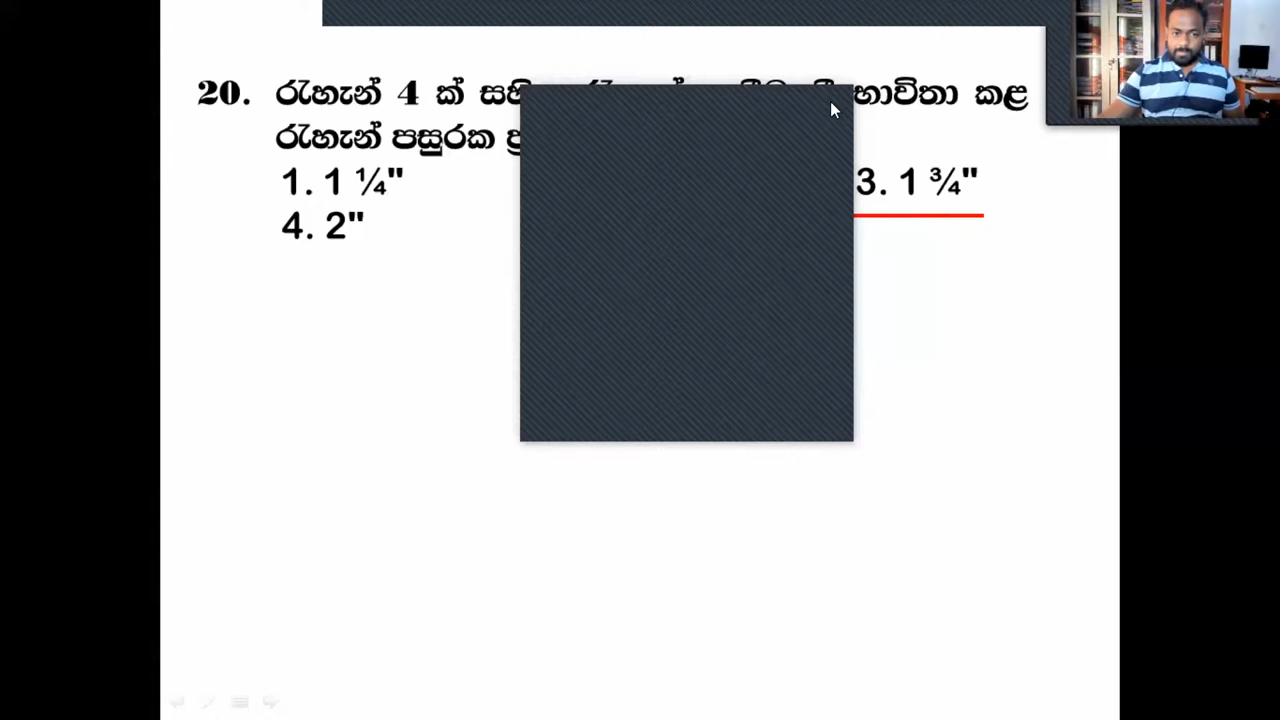 20. රැහැන් 4 ක් සහි භාවිතා කළ
රැහැන් පසුරක ප්‍ර
1. 1 ¼" 3. 1 ¾"
4. 2"